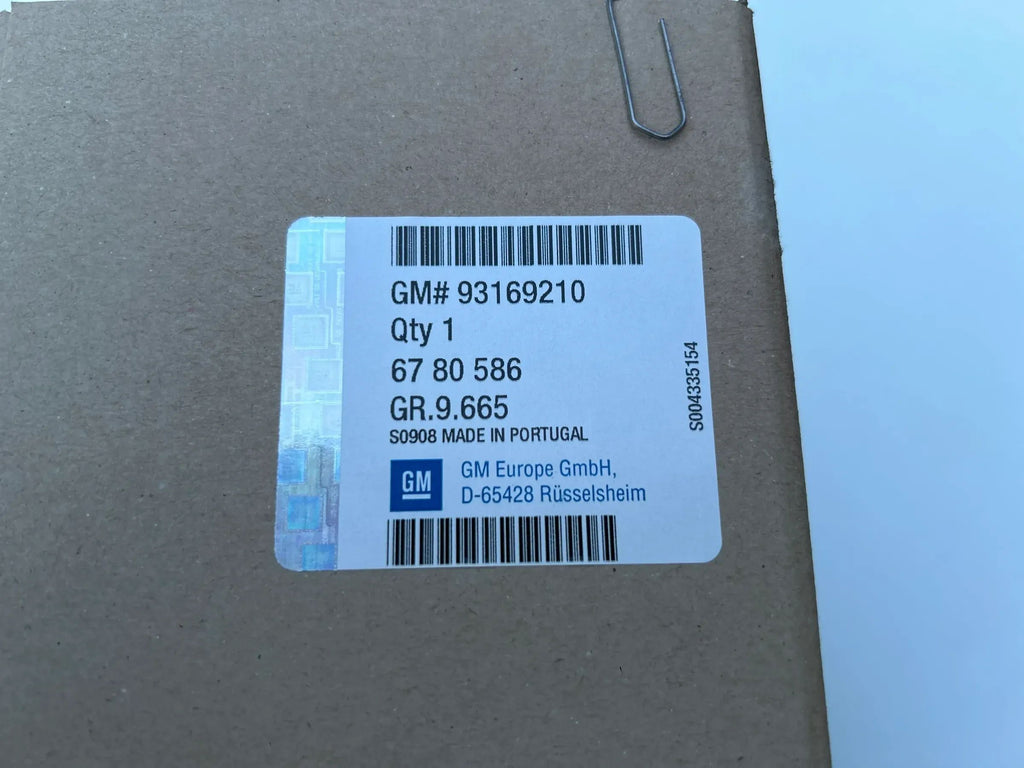 GM# 93169210
Qty 1
67 80 586
GR.9.665
S0908 MADE IN PORTUGAL
GM
GM Europe GmbH,
D-65428 Rüsselsheim
S004335154